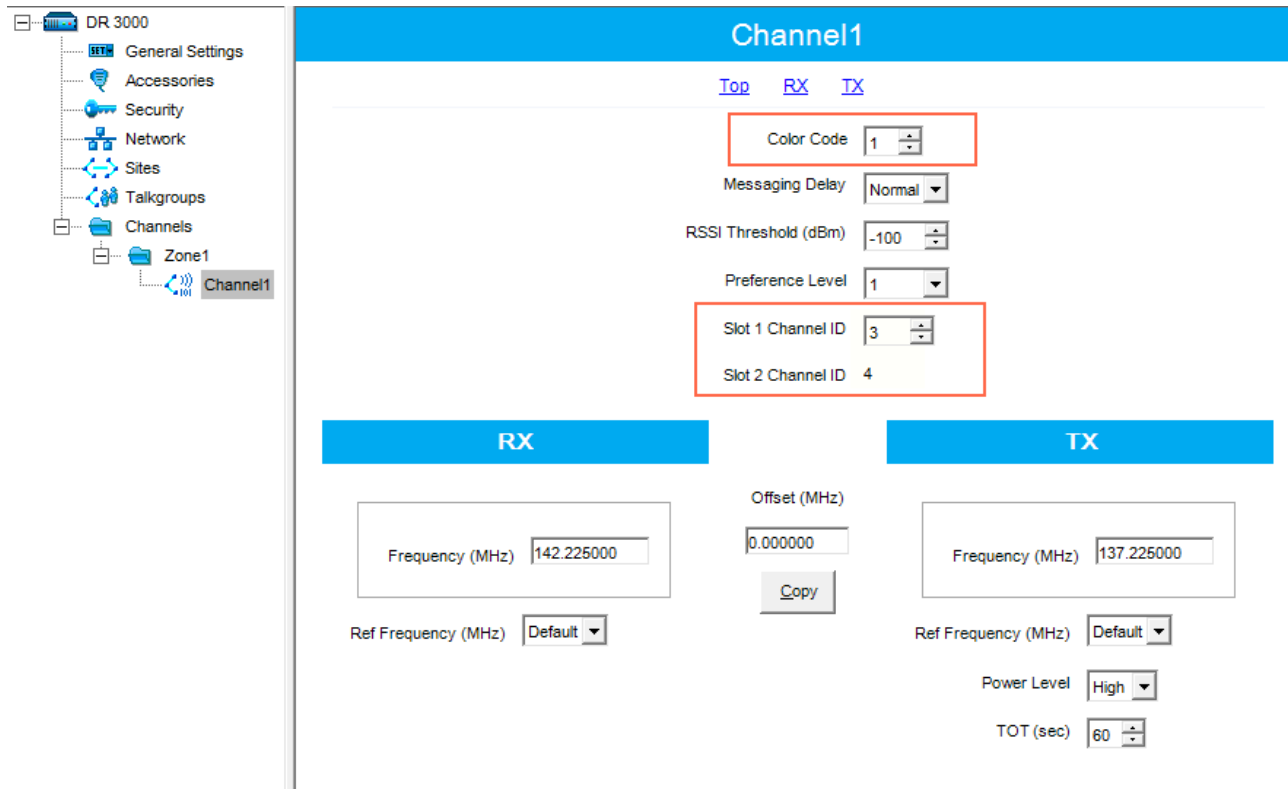 DR 3000
General Settings
Accessories
Security
Network
Sites
Talkgroups
Channels
Zone1
Channel1
Channel1
Top RX TX
Color Code 1
Messaging Delay Normal
RSSI Threshold (dBm) -100
Preference Level 1
Slot 1 Channel ID 3
Slot 2 Channel ID 4
RX
Frequency (MHz) 142.225000
Ref Frequency (MHz) Default
Offset (MHz)
0.000000
Copy
TX
Frequency (MHz) 137.225000
Ref Frequency (MHz) Default
Power Level High
TOT (sec) 60